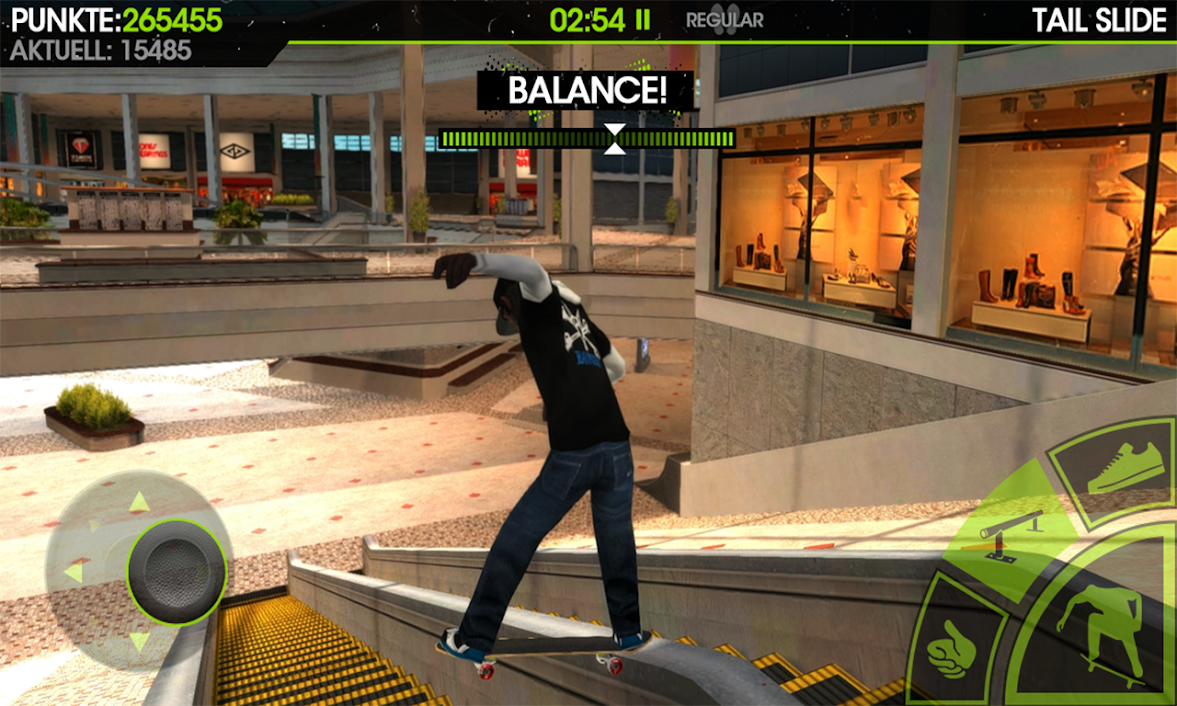 PUNKTE:265455
AKTUELL: 15485
02:54
REGULAR
TAIL SLIDE
BALANCE!